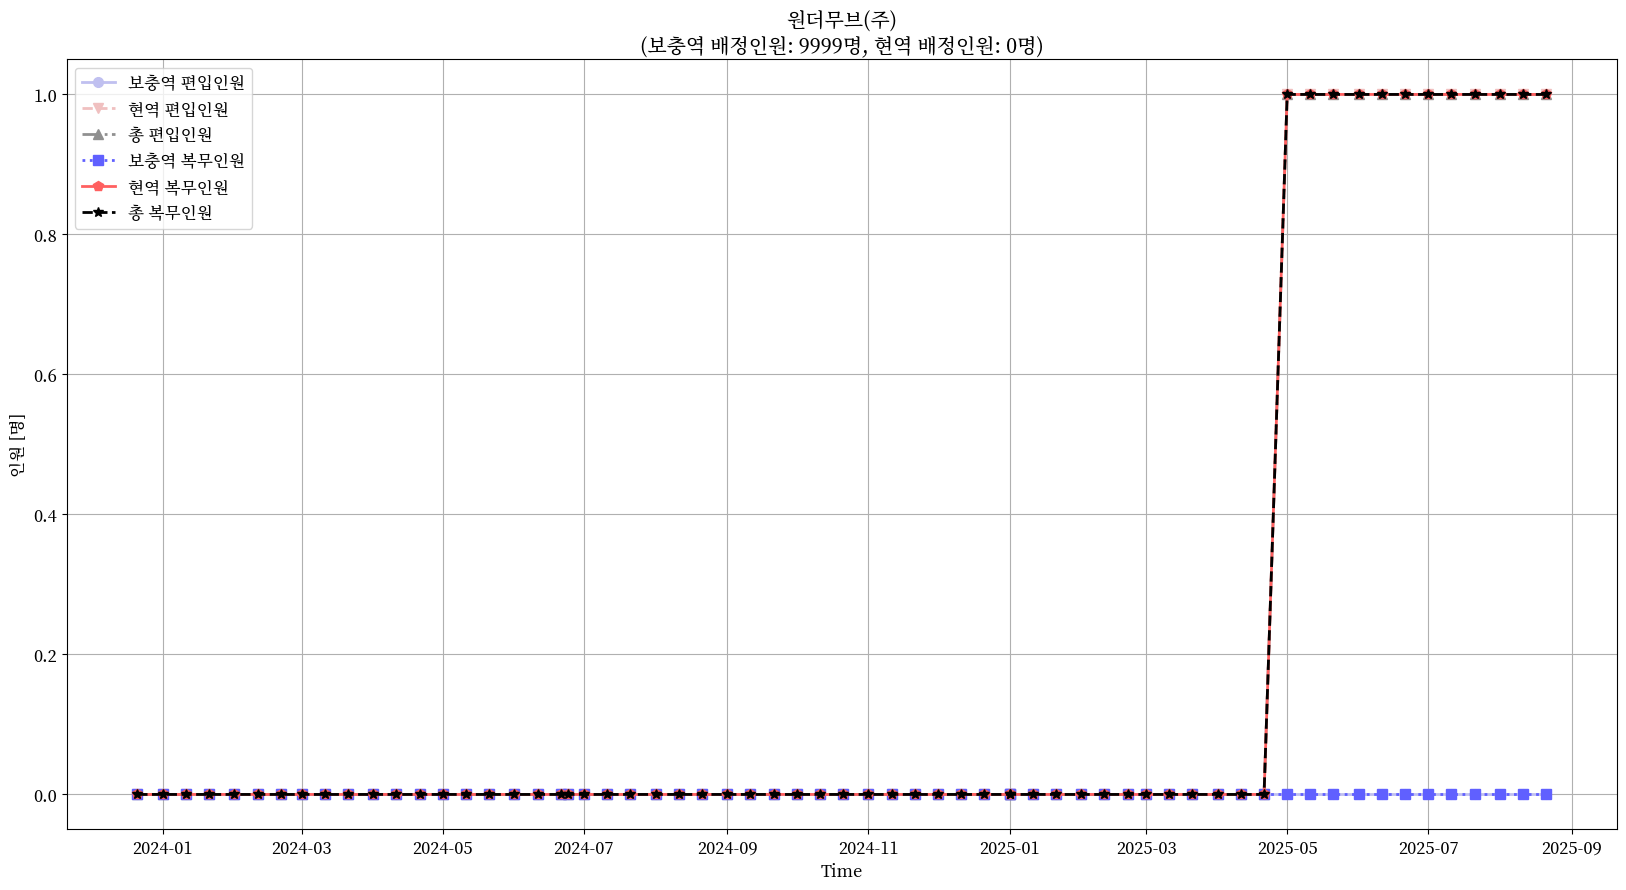 원더무브(주)
(보충역 배정인원: 9999명, 현역 배정인원: 0명)
보충역 편입인원
현역 편입인원
총 편입인원
보충역 복무인원
현역 복무인원
총 복무인원
1.0
0.8
0.6
0.4
0.2
0.0
인원 [명]
2024-01 2024-03 2024-05 2024-07 2024-09 2024-11 2025-01 2025-03 2025-05 2025-07 2025-09
Time